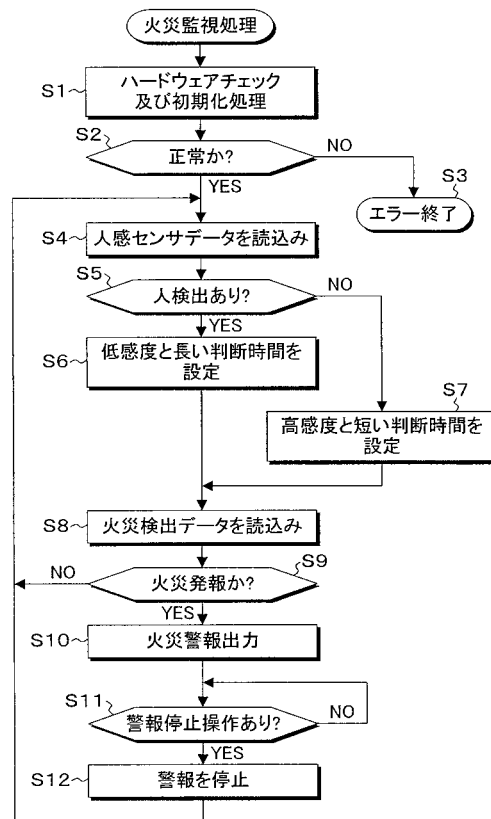 火災監視処理
S1
ハードウェアチェック
及び初期化処理
S2
正常か?
NO
YES
S3
エラー終了
S4
人感センサデータを読込み
S5
人検出あり?
NO
YES
S6
低感度と長い判断時間を
設定
S7
高感度と短い判断時間を
設定
S8
火災検出データを読込み
S9
火災発報か?
NO
YES
S10
火災警報出力
S11
警報停止操作あり?
NO
YES
S12
警報を停止